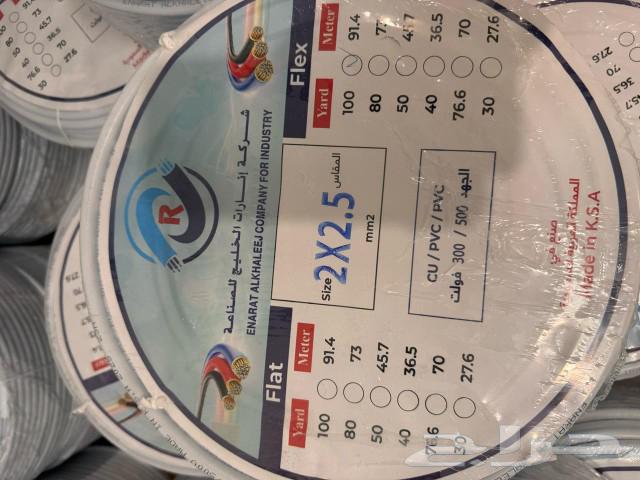 شركة إنارات الخليج للصناعة
ENARAT ALKHALEEJ COMPANY FOR INDUSTRY
R
Flat
Yard Meter
100 91.4
80 73
50 45.7
40 36.5
76.6 70
30 27.6
Size المقاس
2X2.5
mm2
CU / PVC / PVC
الجهد 500 / 300 فولت
Flex
Yard Meter
100 91.4
80 73
50
40 36.5
76.6 70
30 27.6
صنع في
المملكة العربية السعودية
Made in K.S.A
حراج